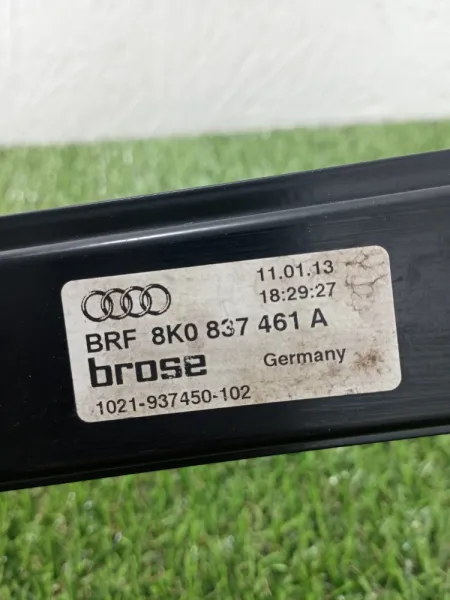 11.01.13
18:29:27
BRF 8K0 837 461 A
brose Germany
1021-937450-102